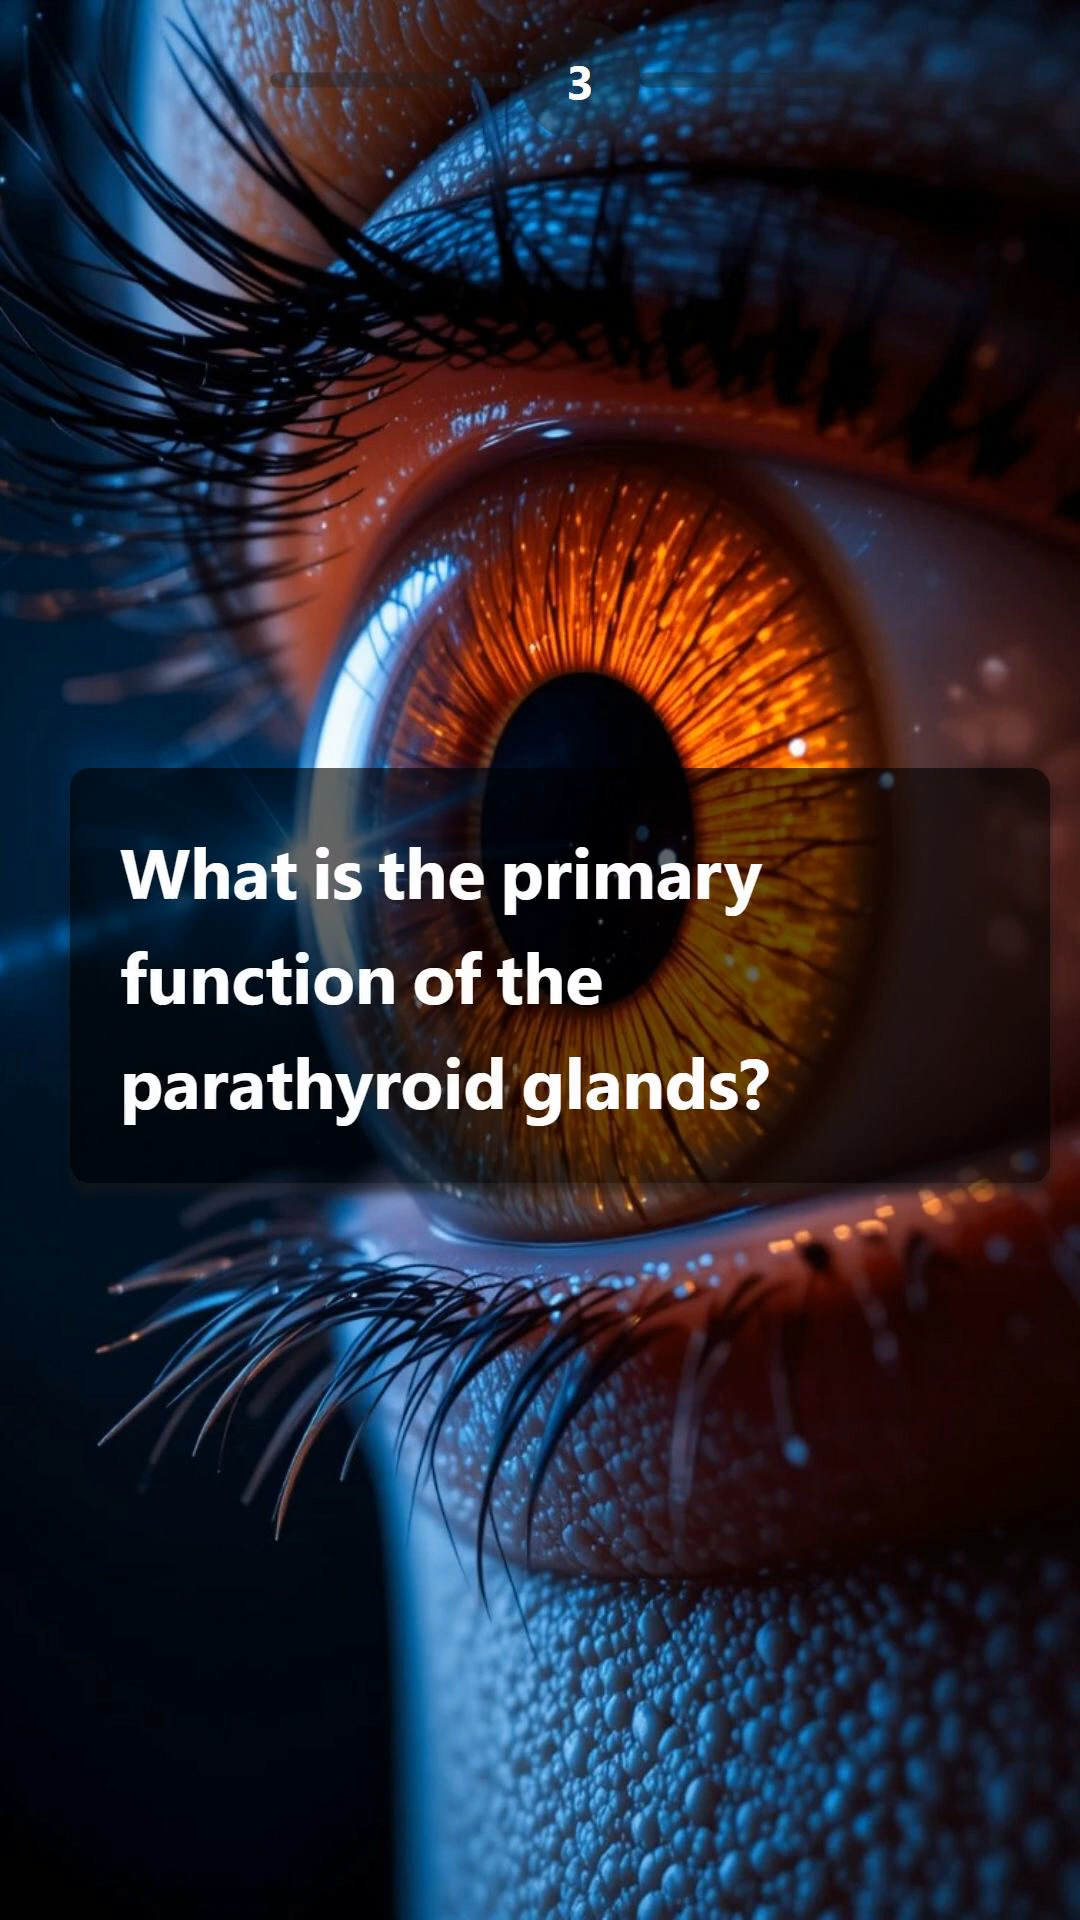 3
What is the primary
function of the
parathyroid glands?